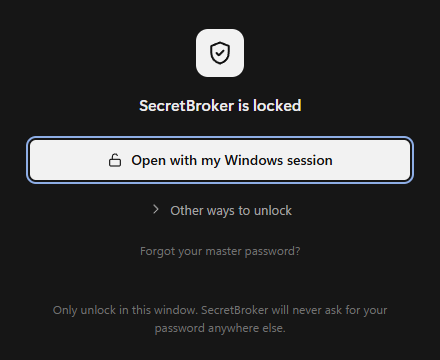 SecretBroker is locked
Open with my Windows session
Other ways to unlock
Forgot your master password?
Only unlock in this window. SecretBroker will never ask for your
password anywhere else.